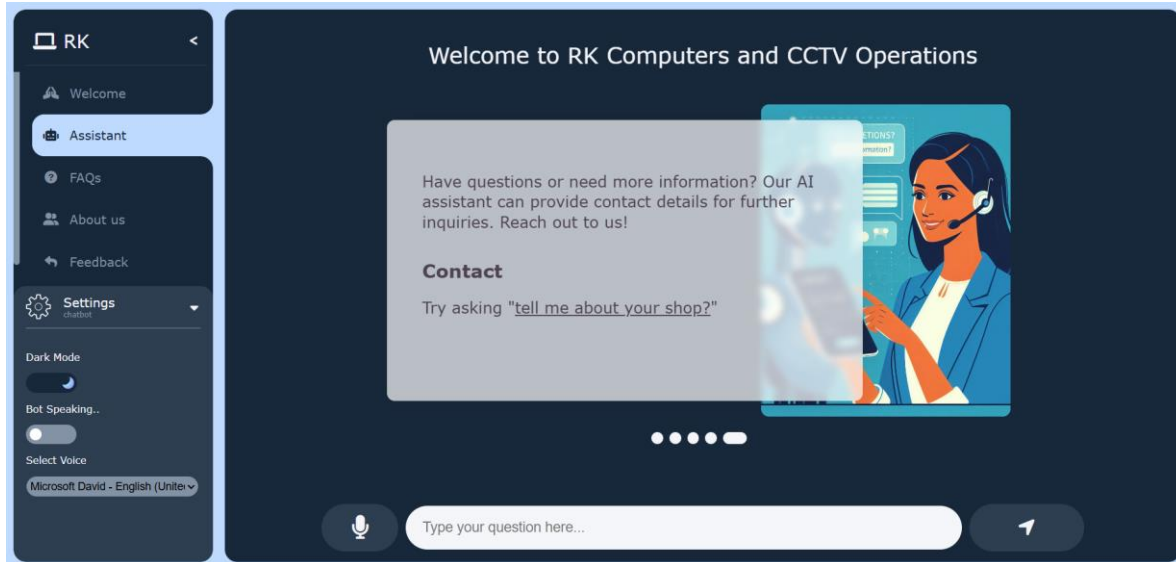 RK <
Welcome
Assistant
FAQs
About us
Feedback
Settings
chatbot
Dark Mode
Bot Speaking..
Select Voice
Microsoft David - English (Unite
Welcome to RK Computers and CCTV Operations
Have questions or need more information? Our AI
assistant can provide contact details for further
inquiries. Reach out to us!
Contact
Try asking "tell me about your shop?"
Type your question here...